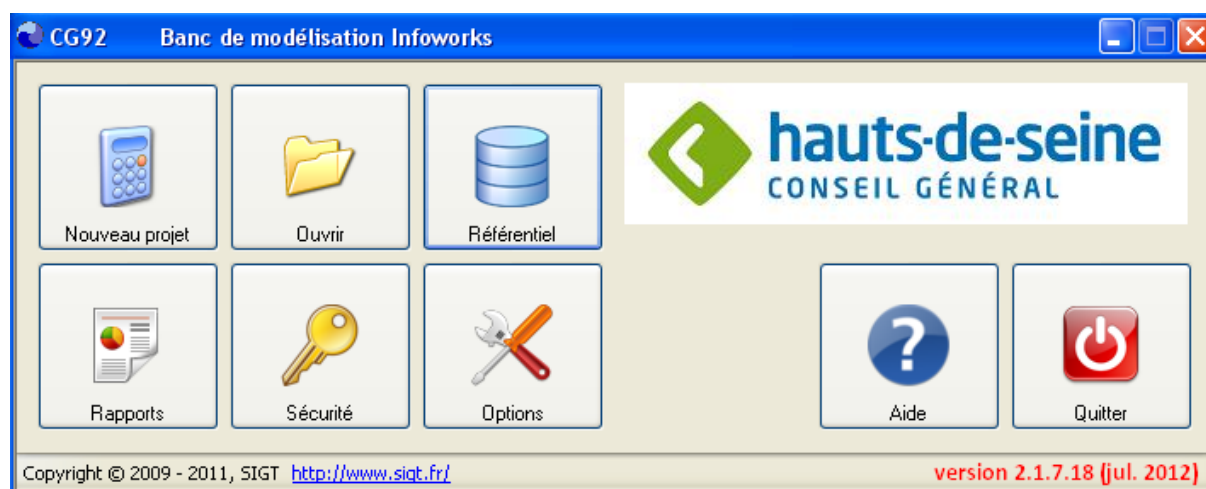 CG92 Banc de modélisation Infoworks
hauts-de-seine
CONSEIL GÉNÉRAL
Nouveau projet
Ouvrir
Référentiel
Rapports
Sécurité
Options
?
Aide
Quitter
Copyright © 2009 - 2011, SIGT http://www.sigt.fr/
version 2.1.7.18 (jul. 2012)